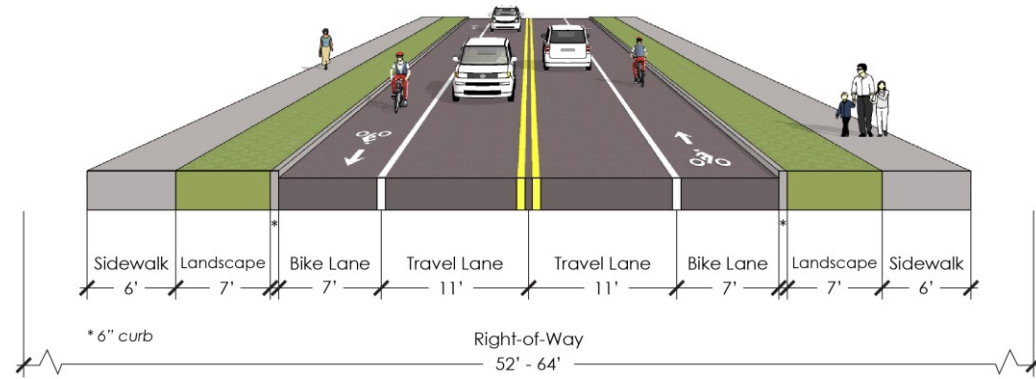 * *
Sidewalk Landscape Bike Lane Travel Lane Travel Lane Bike Lane Landscape Sidewalk
6' 7' 7' 11' 11' 7' 7' 6'
* 6" curb
Right-of-Way
52' - 64'